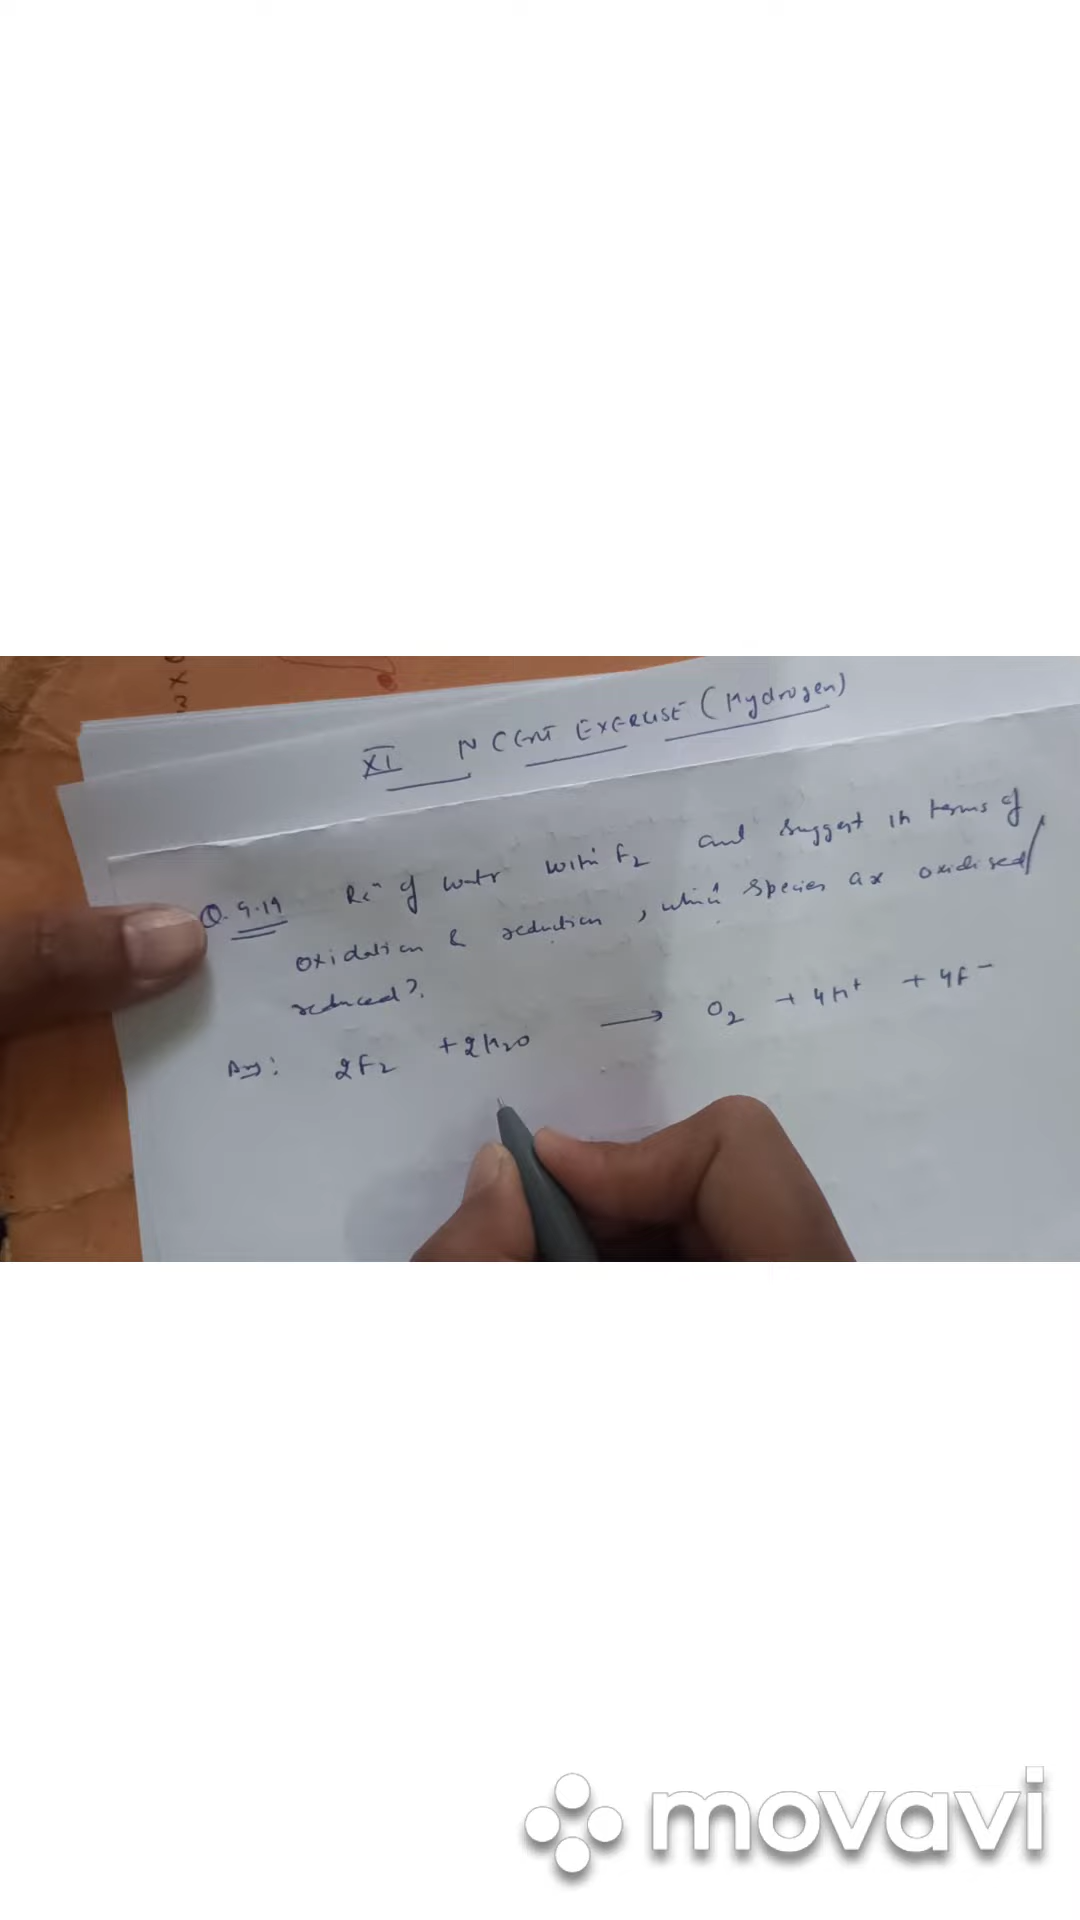 XI NCERT EXERCISE (Hydrogen)
Q. 9.19 Rcⁿ of water with F₂ and suggest in terms of
oxidation & reduction, which species are oxidised/
reduced?
Ans: 2F₂ + 2H₂O → O₂ + 4H⁺ + 4F⁻
movavi